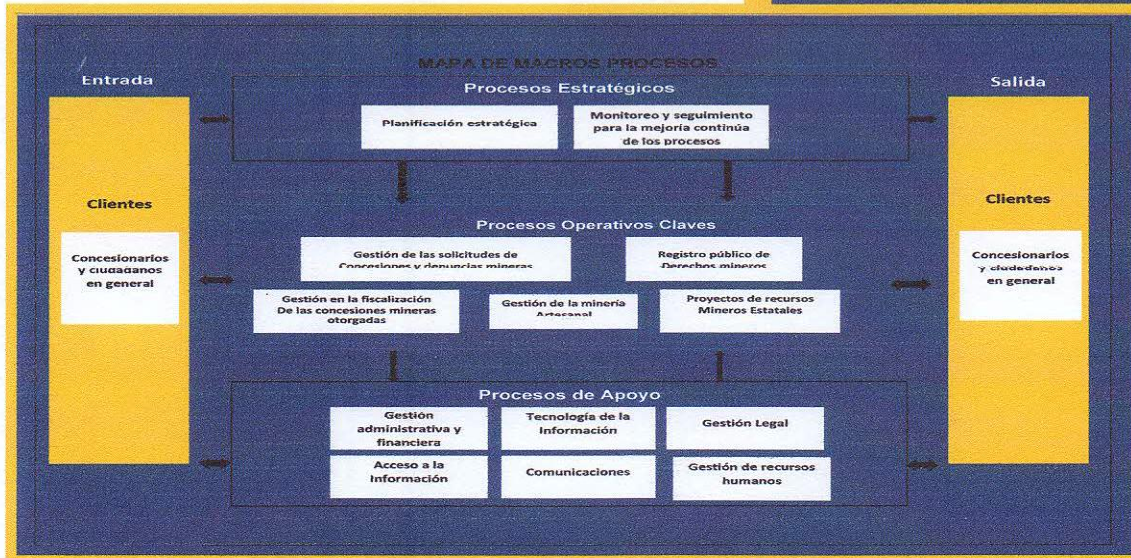 MAPA DE MACROS PROCESOS
Entrada
Salida
Procesos Estratégicos
Planificación estratégica
Monitoreo y seguimiento
para la mejoría continúa
de los procesos
Clientes
Concesionarios
y ciudadanos
en general
Clientes
Concesionarios
y ciudadanos
en general
Procesos Operativos Claves
Gestión de las solicitudes de
Concesiones y denuncias mineras
Registro público de
Derechos mineros
Gestión en la fiscalización
De las concesiones mineras
otorgadas
Gestión de la minería
Artesanal
Proyectos de recursos
Mineros Estatales
Procesos de Apoyo
Gestión
administrativa y
financiera
Tecnología de la
Información
Gestión Legal
Acceso a la
Información
Comunicaciones
Gestión de recursos
humanos